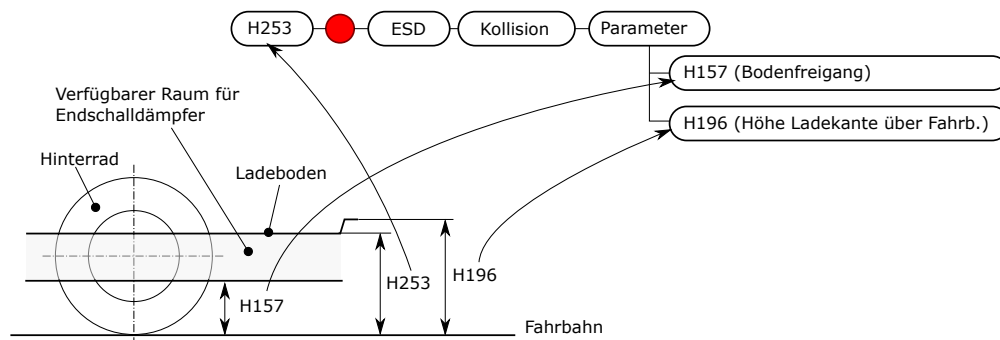 H253
ESD
Kollision
Parameter
H157 (Bodenfreigang)
H196 (Höhe Ladekante über Fahrb.)
Verfügbarer Raum für
Endschalldämpfer
Hinterrad
Ladeboden
H253
H196
H157
Fahrbahn